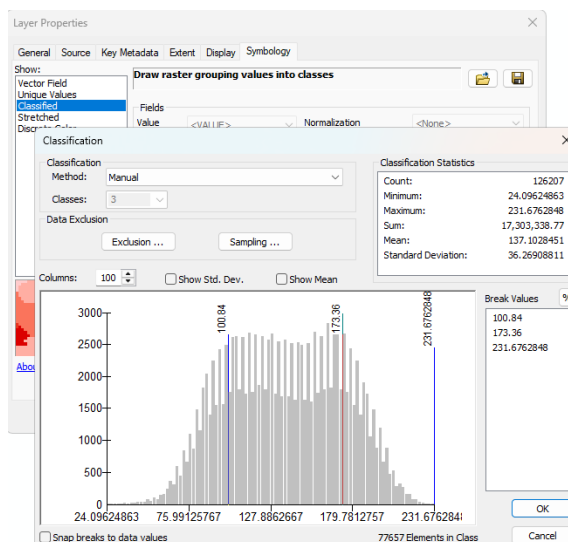 Layer Properties
General Source Key Metadata Extent Display Symbology
Show:
Vector Field
Unique Values
Classified
Stretched
Draw raster grouping values into classes
Fields
Value <VALUE> Normalization <None>
Classification
Classification
Method: Manual
Classes: 3
Data Exclusion
Exclusion ... Sampling ...
Classification Statistics
Count: 126207
Minimum: 24.09624863
Maximum: 231.6762848
Sum: 17,303,338.77
Mean: 137.1028451
Standard Deviation: 36.26908811
Columns: 100 Show Std. Dev. Show Mean
Break Values %
100.84
173.36
231.6762848
100.84
173.36
231.6762848
3000
2500
2000
1500
1000
500
0
24.09624863 75.99125767 127.8862667 179.7812757 231.6762848
Snap breaks to data values
77657 Elements in Class
OK
Cancel